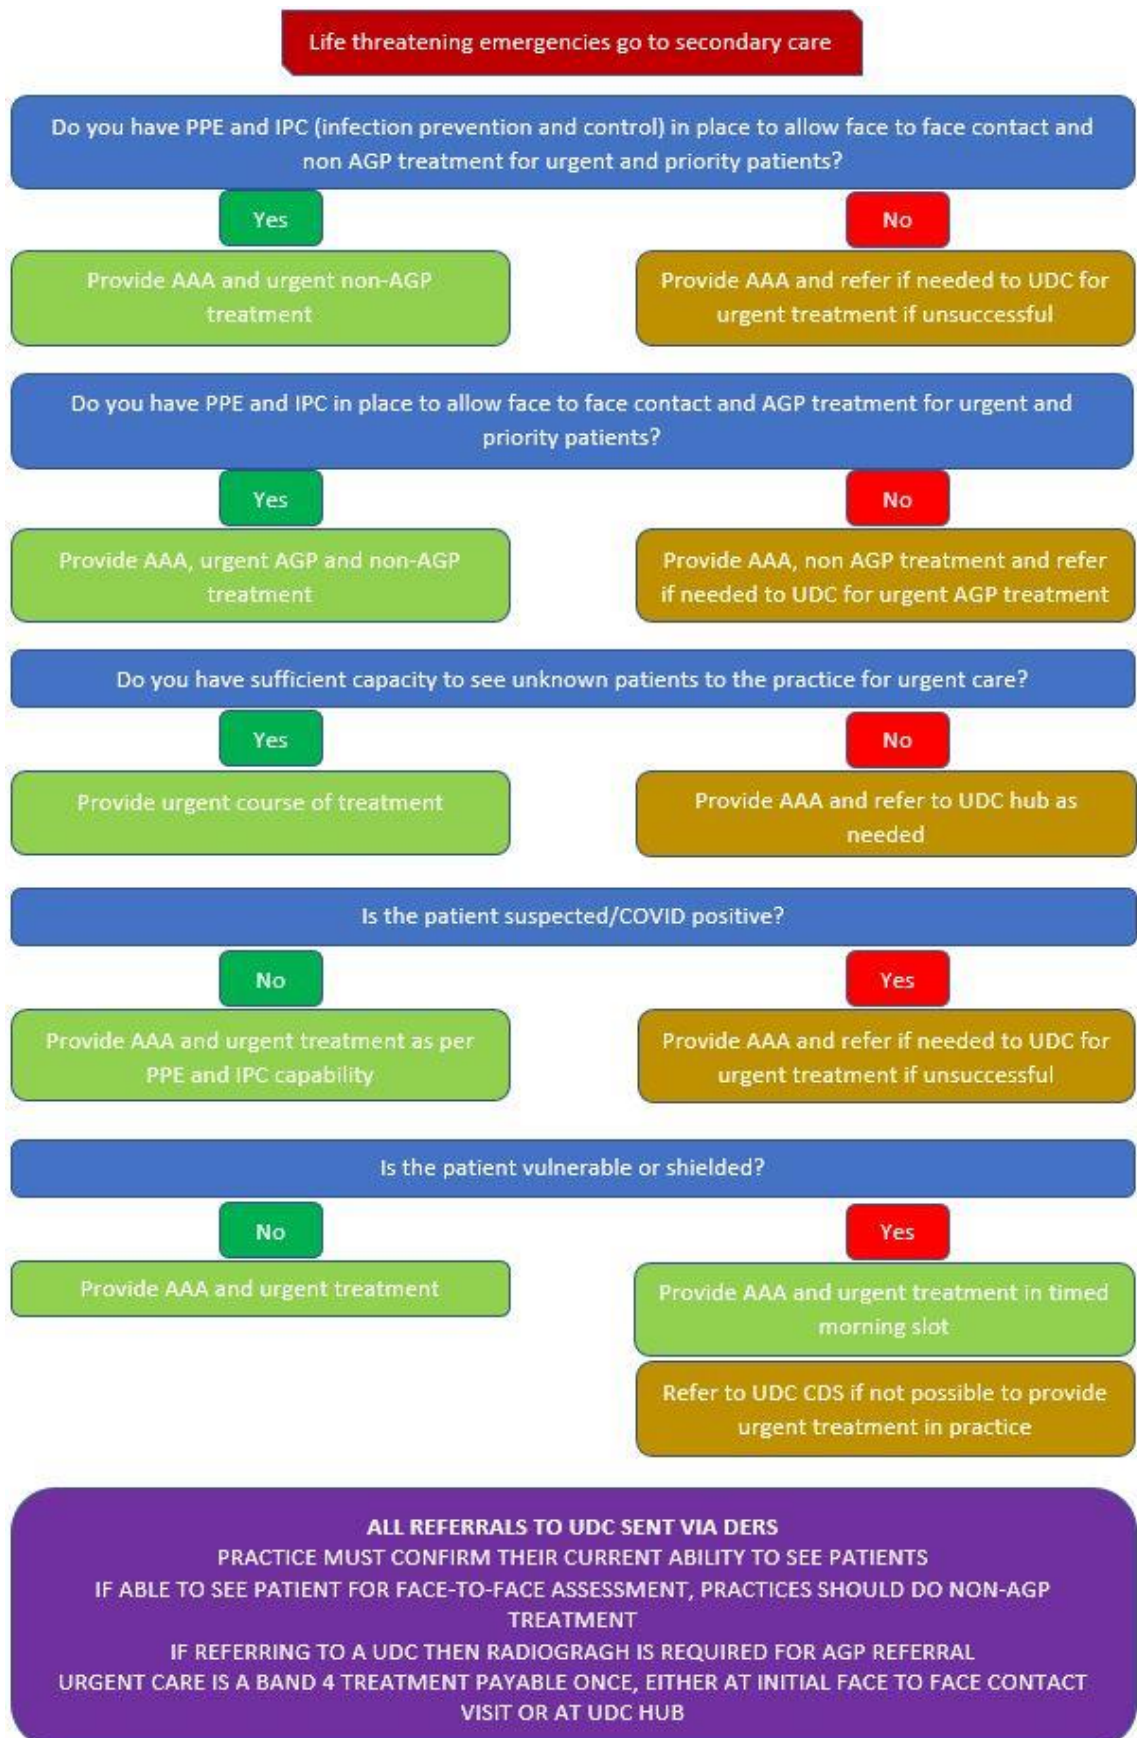 Life threatening emergencies go to secondary care
Do you have PPE and IPC (infection prevention and control) in place to allow face to face contact and
non AGP treatment for urgent and priority patients?
Yes
No
Provide AAA and urgent non-AGP
treatment
Provide AAA and refer if needed to UDC for
urgent treatment if unsuccessful
Do you have PPE and IPC in place to allow face to face contact and AGP treatment for urgent and
priority patients?
Yes
No
Provide AAA, urgent AGP and non-AGP
treatment
Provide AAA, non AGP treatment and refer
if needed to UDC for urgent AGP treatment
Do you have sufficient capacity to see unknown patients to the practice for urgent care?
Yes
No
Provide urgent course of treatment
Provide AAA and refer to UDC hub as
needed
Is the patient suspected/COVID positive?
No
Yes
Provide AAA and urgent treatment as per
PPE and IPC capability
Provide AAA and refer if needed to UDC for
urgent treatment if unsuccessful
Is the patient vulnerable or shielded?
No
Yes
Provide AAA and urgent treatment
Provide AAA and urgent treatment in timed
morning slot
Refer to UDC CDS if not possible to provide
urgent treatment in practice
ALL REFERRALS TO UDC SENT VIA DERS
PRACTICE MUST CONFIRM THEIR CURRENT ABILITY TO SEE PATIENTS
IF ABLE TO SEE PATIENT FOR FACE-TO-FACE ASSESSMENT, PRACTICES SHOULD DO NON-AGP
TREATMENT
IF REFERRING TO A UDC THEN RADIOGRAGH IS REQUIRED FOR AGP REFERRAL
URGENT CARE IS A BAND 4 TREATMENT PAYABLE ONCE, EITHER AT INITIAL FACE TO FACE CONTACT
VISIT OR AT UDC HUB